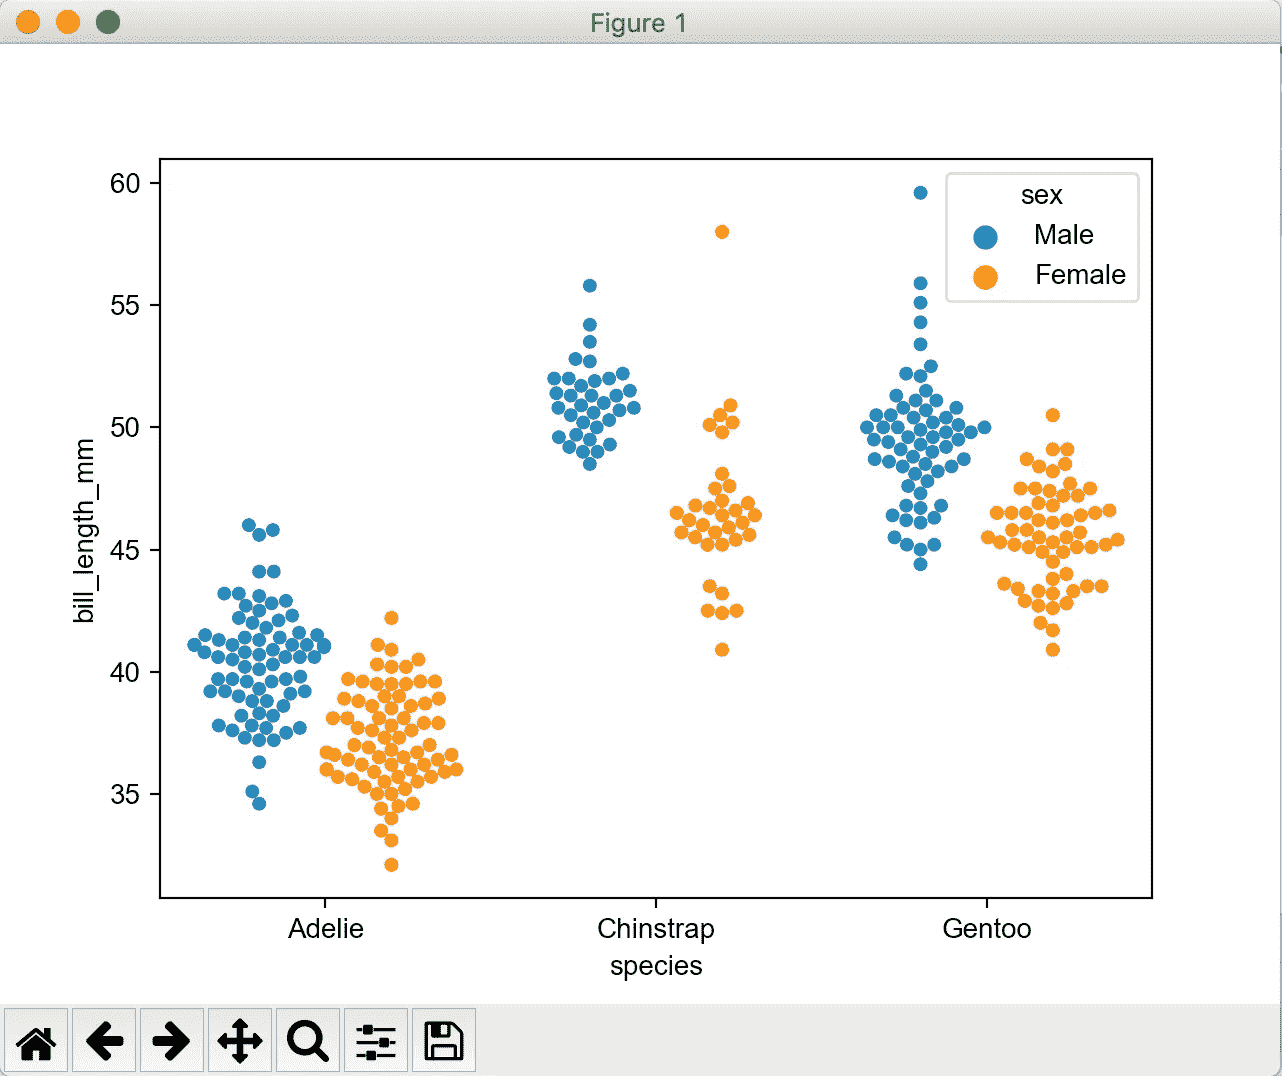 Figure 1
sex
Male
Female
60
55
50
45
40
35
bill_length_mm
Adelie
Chinstrap
Gentoo
species